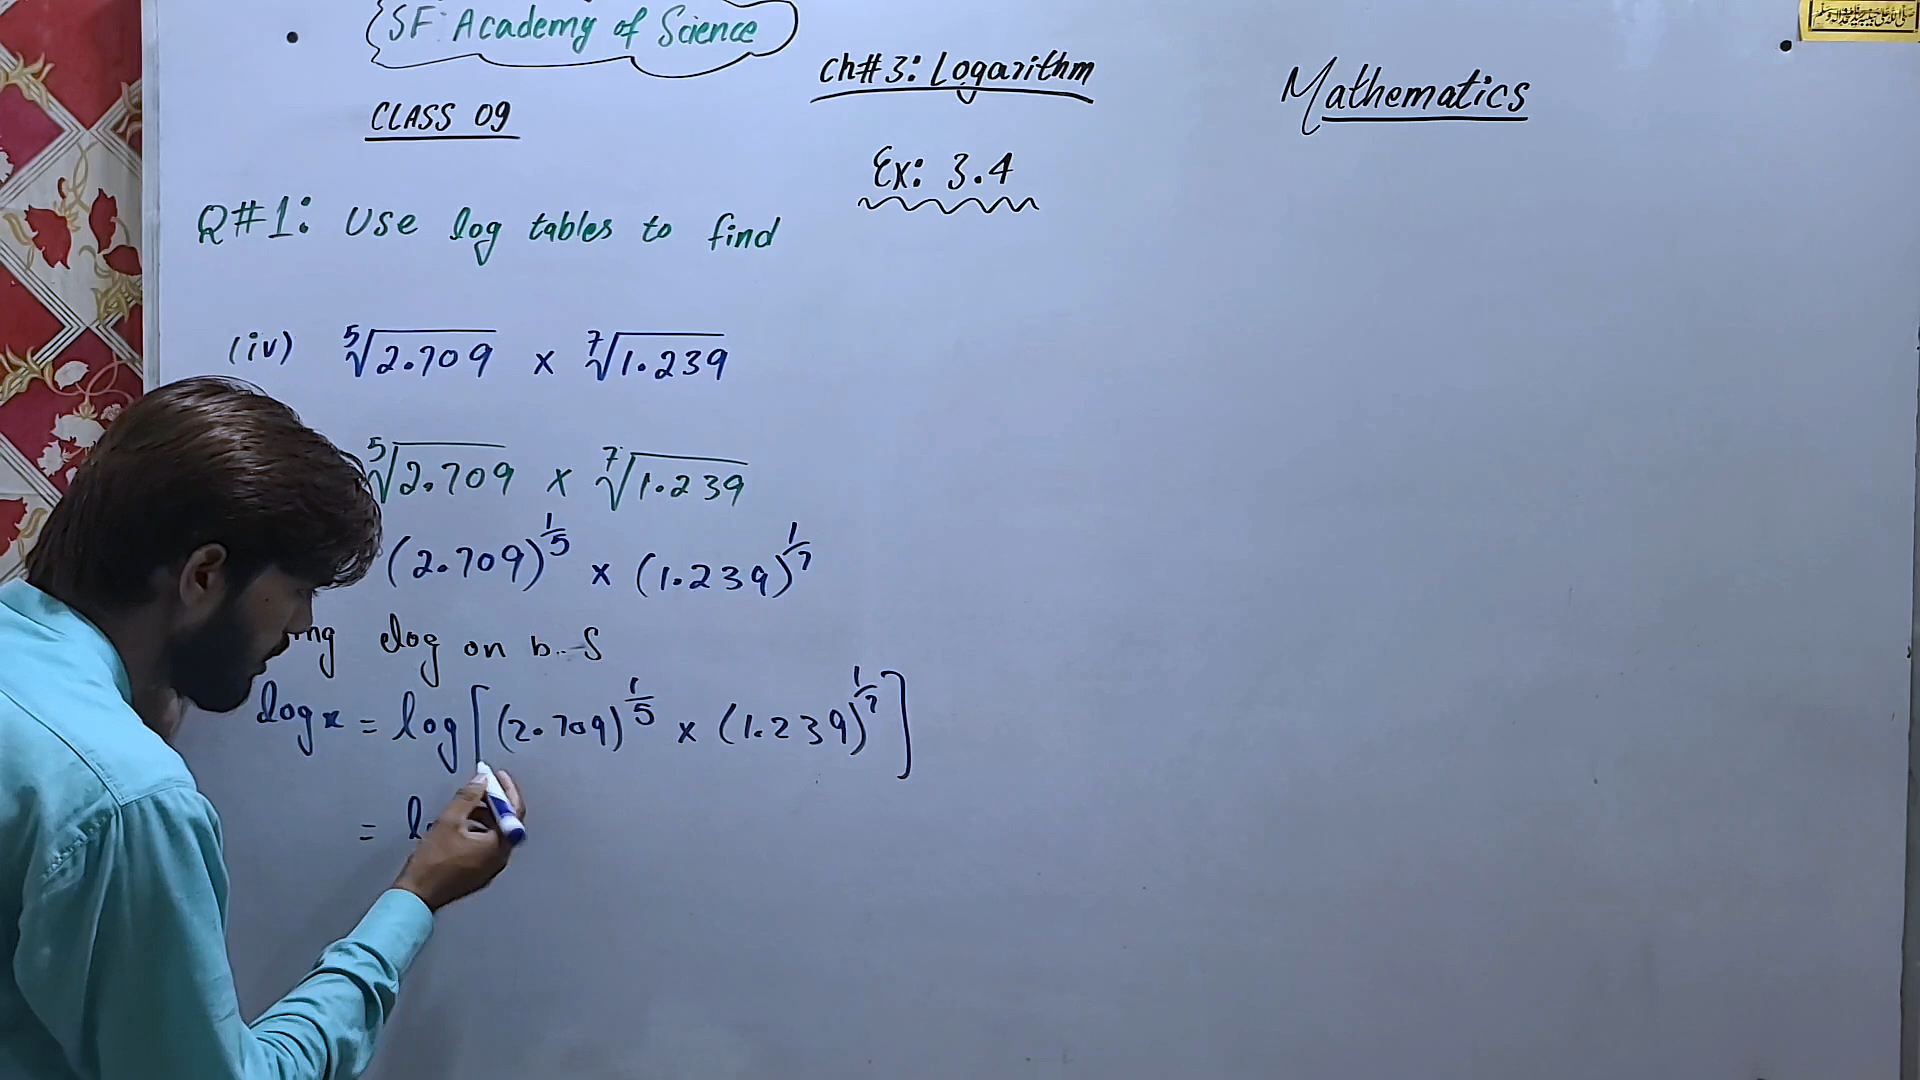 SF Academy of Science
CLASS 09
Ch#3: Logarithm
Mathematics
Ex: 3.4
Q#1: Use log tables to find
(iv) ⁵√2.709 x ⁷√1.239
⁵√2.709 x ⁷√1.239
(2.709)^1/5 x (1.239)^1/7
log on b..S
log x = log[(2.709)^1/5 x (1.239)^1/7]
=